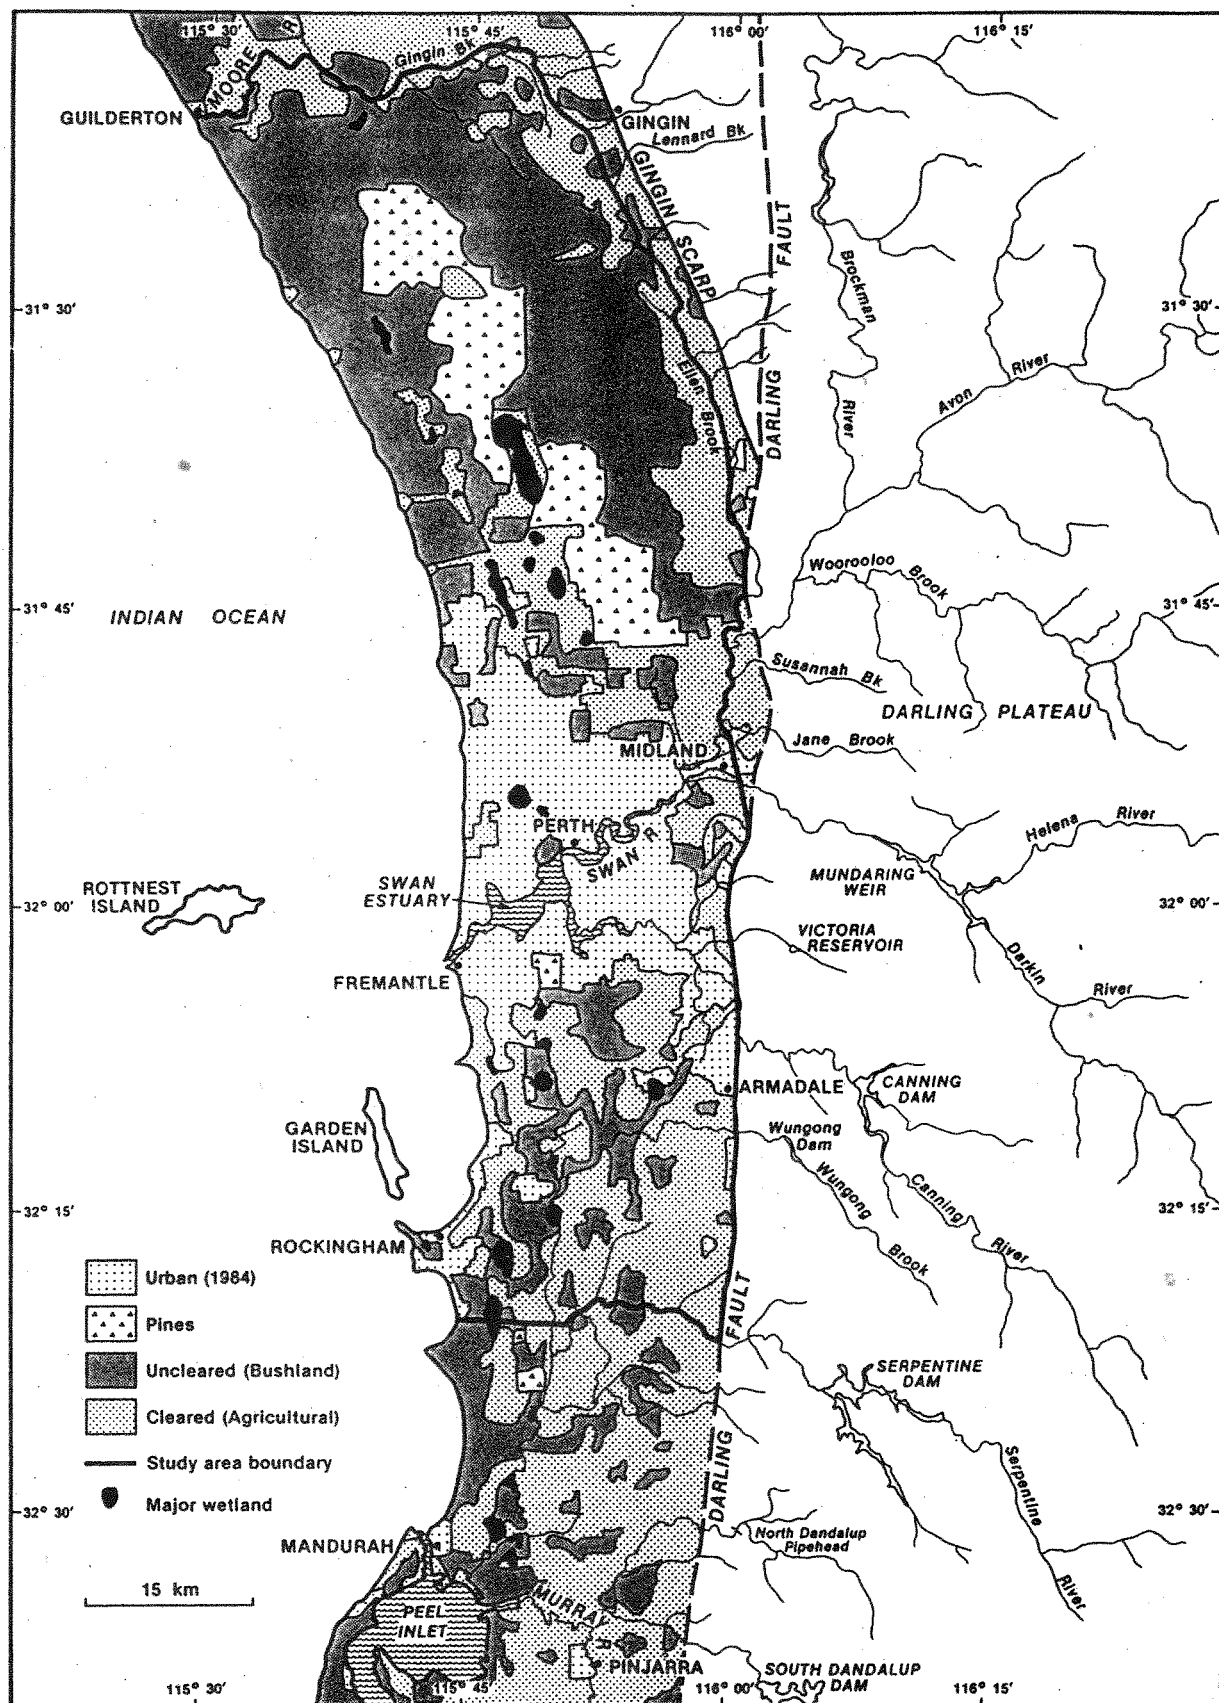 115° 30'
115° 45'
116° 00'
116° 15'
MOORE R
Gingin Bk
GUILDERTON
GINGIN
Lennard Bk
GINGIN SCARP
DARLING FAULT
Brockman River
31° 30'
31° 30'
Ellen Brook
Avon River
Woorooloo Brook
31° 45'
31° 45'
INDIAN OCEAN
Susannah Bk
DARLING PLATEAU
MIDLAND
Jane Brook
PERTH
SWAN R
Helena River
MUNDARING
WEIR
ROTTNEST
ISLAND
SWAN
ESTUARY
32° 00'
32° 00'
VICTORIA
RESERVOIR
Darkin River
FREMANTLE
ARMADALE
CANNING
DAM
GARDEN
ISLAND
Wungong
Dam
Wungong Brook
Canning River
32° 15'
32° 15'
ROCKINGHAM
Urban (1984)
Pines
Uncleared (Bushland)
Cleared (Agricultural)
Study area boundary
Major wetland
DARLING FAULT
SERPENTINE
DAM
Serpentine River
32° 30'
32° 30'
MANDURAH
North Dandalup
Pipehead
15 km
PEEL
INLET
MURRAY R
PINJARRA
SOUTH DANDALUP
DAM
115° 30'
115° 45'
116° 00'
116° 15'